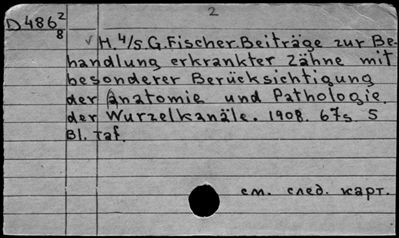 2
D 486 2/8
✓ H. 4/5. G. Fischer. Beiträge zur Be-
handlung erkrankter Zähne mit
besonderer Berücksichtigung
der Anatomie und Pathologie
der Wurzelkanäle. 1908. 67s. 5
Bl. Taf.
см. след. карт.